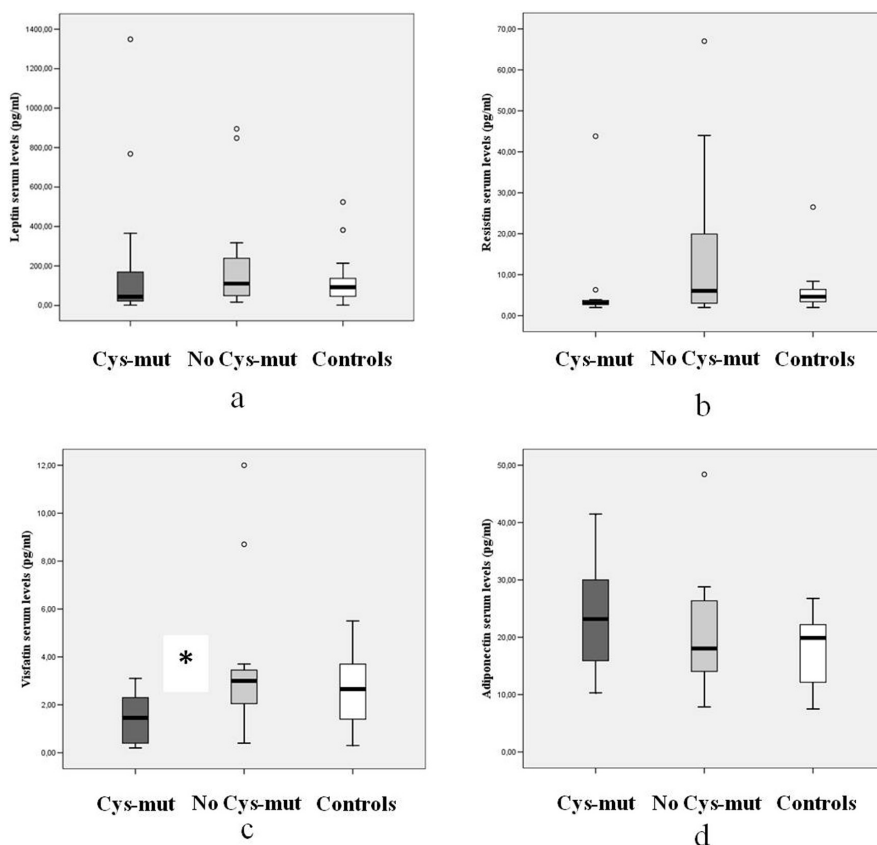 Leptin serum levels (pg/ml)
1400,00
1200,00
1000,00
800,00
600,00
400,00
200,00
00,00
Cys-mut No Cys-mut Controls
a
Resistin serum levels (pg/ml)
70,00
60,00
50,00
40,00
30,00
20,00
10,00
00,00
Cys-mut No Cys-mut Controls
b
Visfatin serum levels (pg/ml)
12,00
10,00
8,00
6,00
4,00
2,00
0,00
*
Cys-mut No Cys-mut Controls
c
Adiponectin serum levels (pg/ml)
50,00
40,00
30,00
20,00
10,00
00,00
Cys-mut No Cys-mut Controls
d